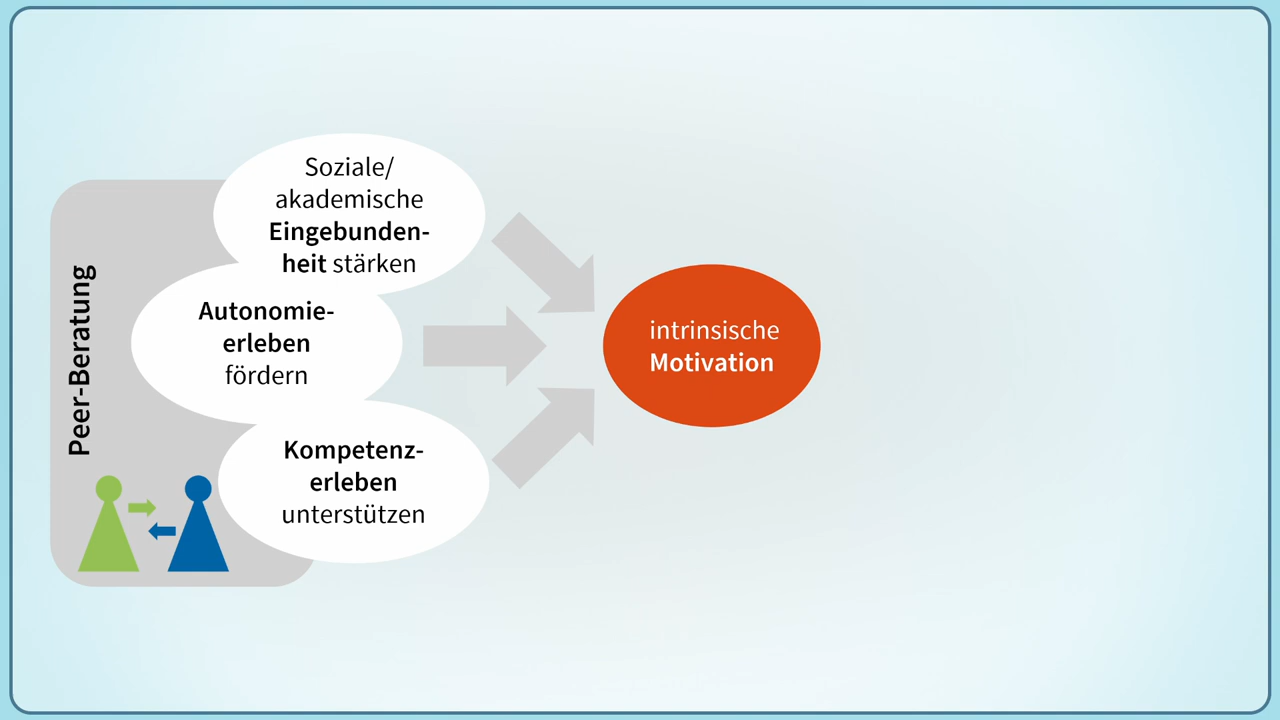 Peer-Beratung
Soziale/
akademische
Eingebunden-
heit stärken
Autonomie-
erleben
fördern
Kompetenz-
erleben
unterstützen
intrinsische
Motivation